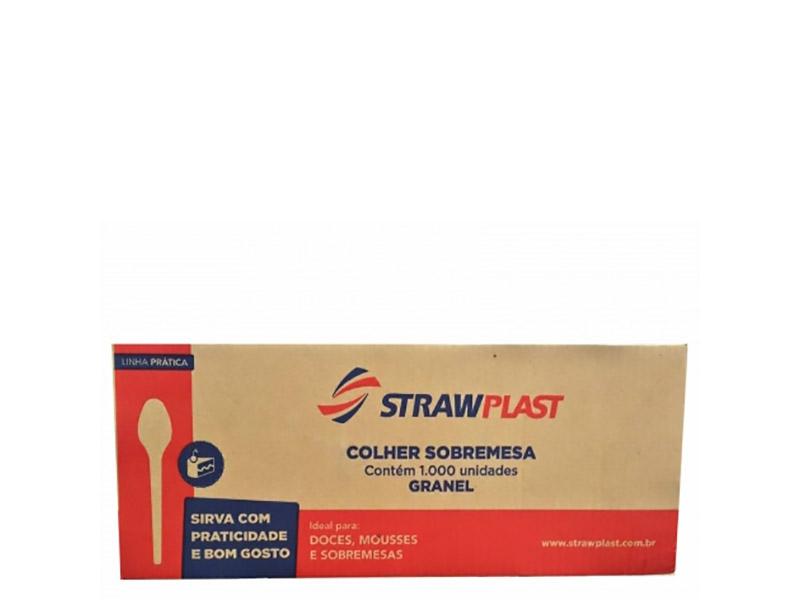 LINHA PRÁTICA
STRAWPLAST
COLHER SOBREMESA
Contém 1.000 unidades
GRANEL
SIRVA COM
PRATICIDADE
E BOM GOSTO
Ideal para:
DOCES, MOUSSES
E SOBREMESAS
www.strawplast.com.br